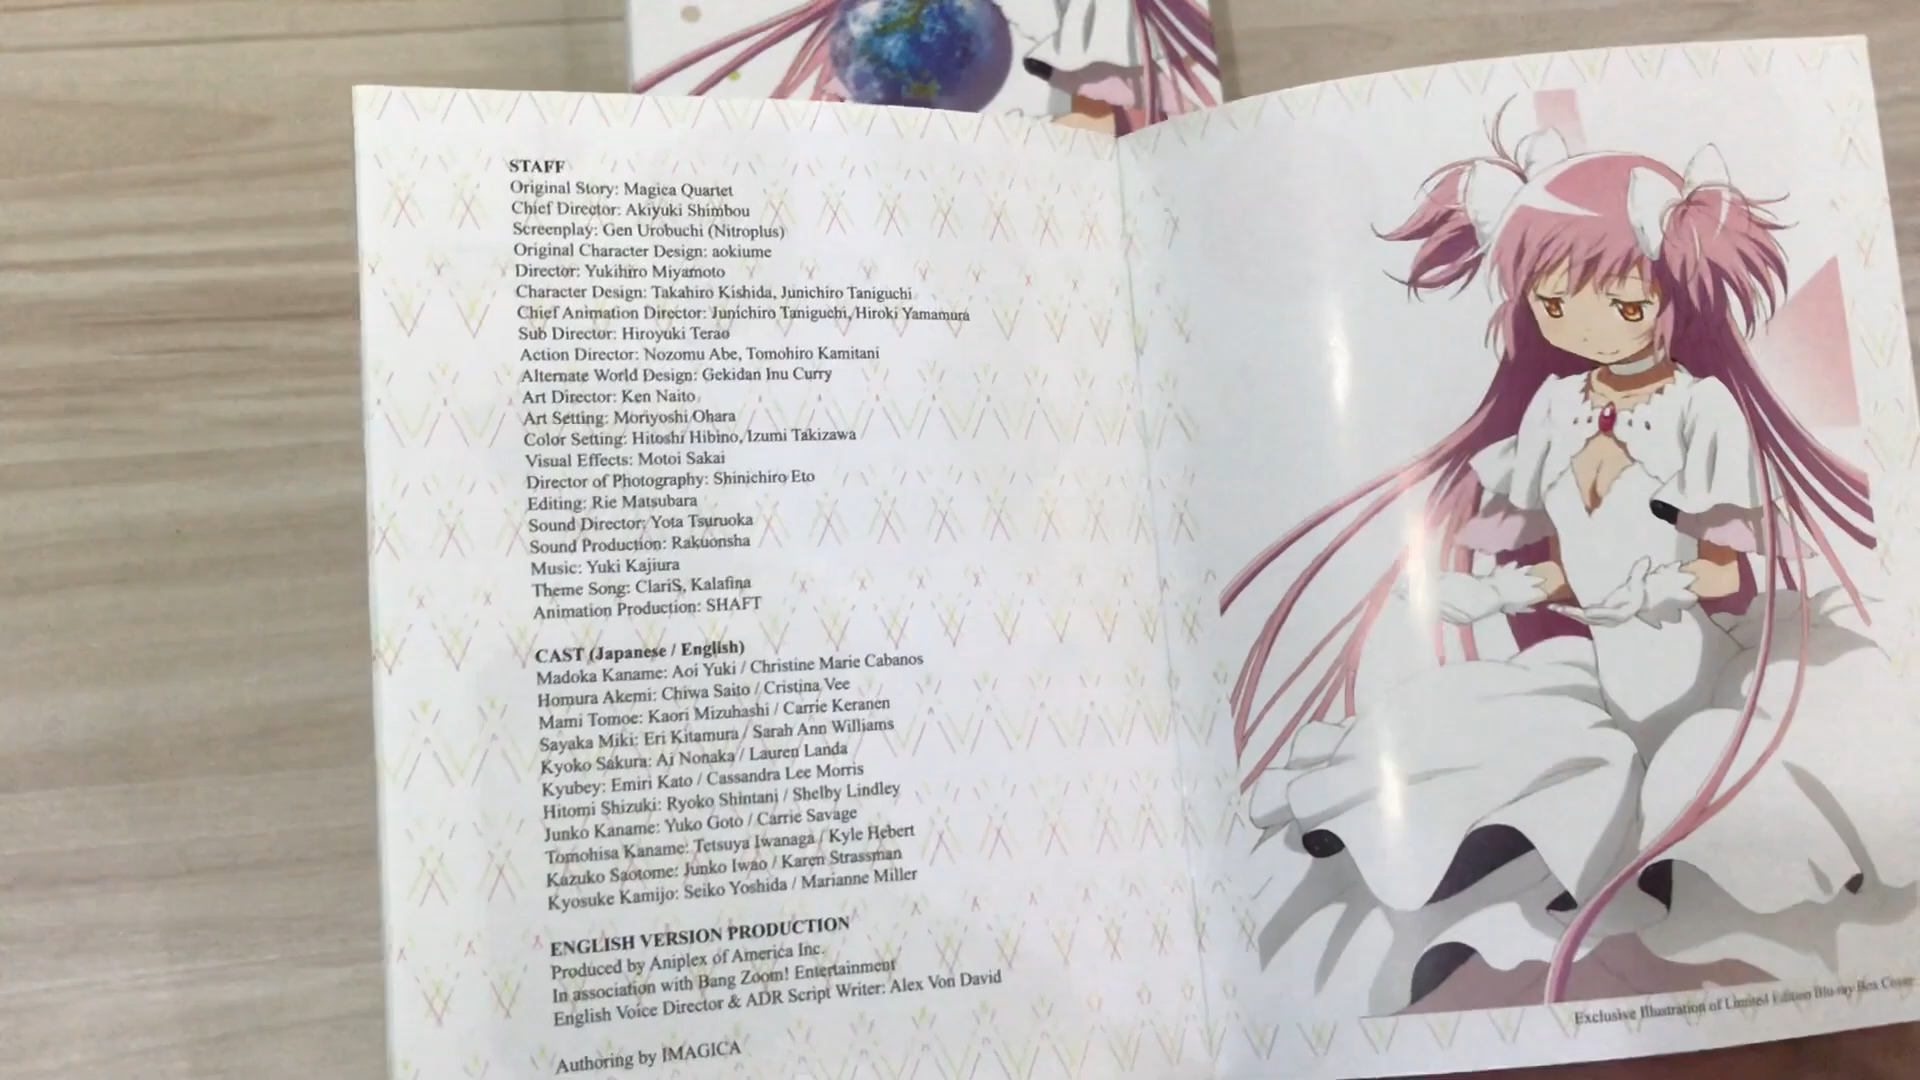 STAFF
Original Story: Magica Quartet
Chief Director: Akiyuki Shimbou
Screenplay: Gen Urobuchi (Nitroplus)
Original Character Design: aokiume
Director: Yukihiro Miyamoto
Character Design: Takahiro Kishida, Junichiro Taniguchi
Chief Animation Director: Junichiro Taniguchi, Hiroki Yamamura
Sub Director: Hiroyuki Terao
Action Director: Nozomu Abe, Tomohiro Kamitani
Alternate World Design: Gekidan Inu Curry
Art Director: Ken Naito
Art Setting: Moriyoshi Ohara
Color Setting: Hitoshi Hibino, Izumi Takizawa
Visual Effects: Motoi Sakai
Director of Photography: Shinichiro Eto
Editing: Rie Matsubara
Sound Director: Yota Tsuruoka
Sound Production: Rakuonsha
Music: Yuki Kajiura
Theme Song: ClariS, Kalafina
Animation Production: SHAFT
CAST (Japanese / English)
Madoka Kaname: Aoi Yuki / Christine Marie Cabanos
Homura Akemi: Chiwa Saito / Cristina Vee
Mami Tomoe: Kaori Mizuhashi / Carrie Keranen
Sayaka Miki: Eri Kitamura / Sarah Ann Williams
Kyoko Sakura: Ai Nonaka / Lauren Landa
Kyubey: Emiri Kato / Cassandra Lee Morris
Hitomi Shizuki: Ryoko Shintani / Shelby Lindley
Junko Kaname: Yuko Goto / Carrie Savage
Tomohisa Kaname: Tetsuya Iwanaga / Kyle Hebert
Kazuko Saotome: Junko Iwao / Karen Strassman
Kyosuke Kamijo: Seiko Yoshida / Marianne Miller
ENGLISH VERSION PRODUCTION
Produced by Aniplex of America Inc.
In association with Bang Zoom! Entertainment
English Voice Director & ADR Script Writer: Alex Von David
Authoring by IMAGICA
Exclusive Illustration of Limited Edition Blu-ray Box Cover